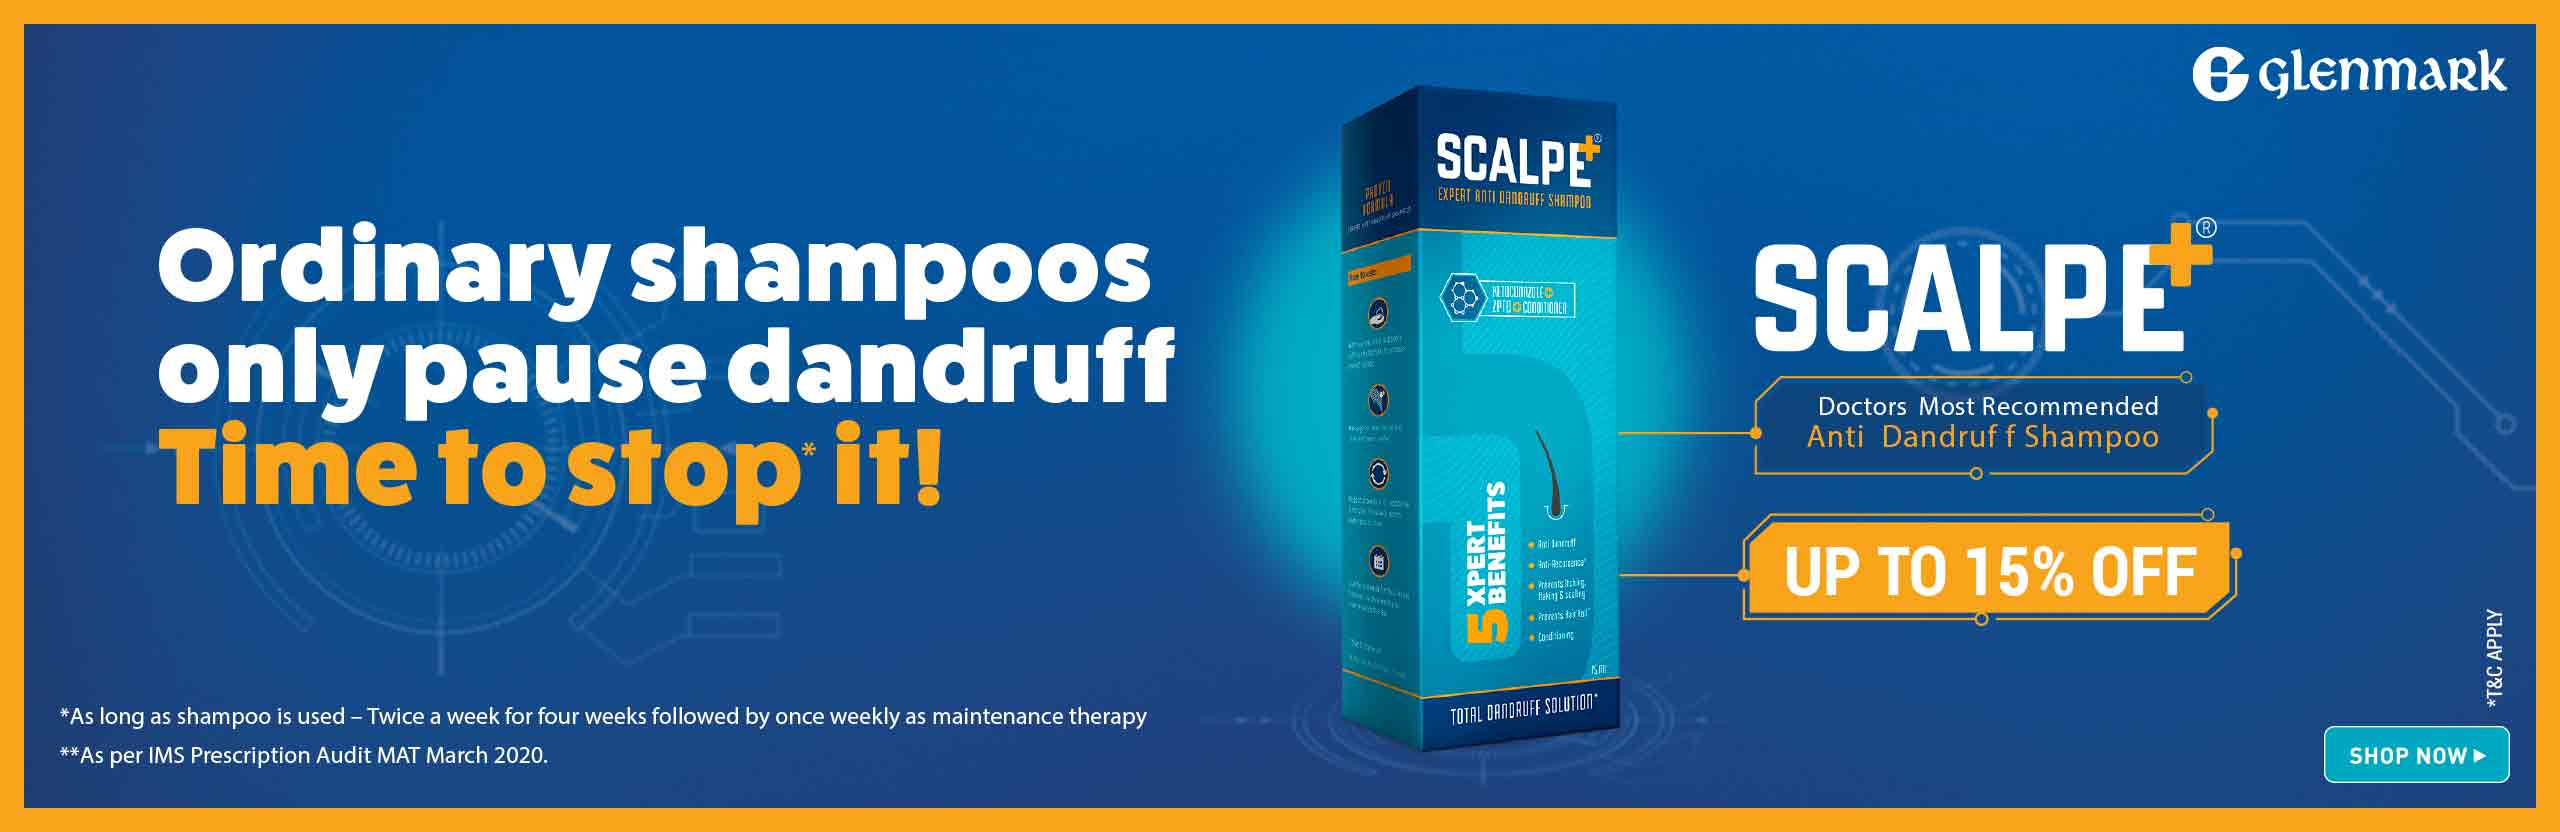 GLENMARK
Ordinary shampoos
only pause dandruff
Time to stop* it!
*As long as shampoo is used – Twice a week for four weeks followed by once weekly as maintenance therapy
**As per IMS Prescription Audit MAT March 2020.
PROVEN
FORMULA
SCALPE+®
EXPERT ANTI DANDRUFF SHAMPOO
KETOCONAZOLE +
ZPTO + CONDITIONER
5 XPERT
BENEFITS
Anti dandruff
Anti-Recurrence*
Prevents Itching,
flaking & scaling
Prevents Hair Fall
Conditioning
75 ml
TOTAL DANDRUFF SOLUTION*
SCALPE+®
Doctors Most Recommended
Anti Dandruf f Shampoo
UP TO 15% OFF
*T&C APPLY
SHOP NOW ▶